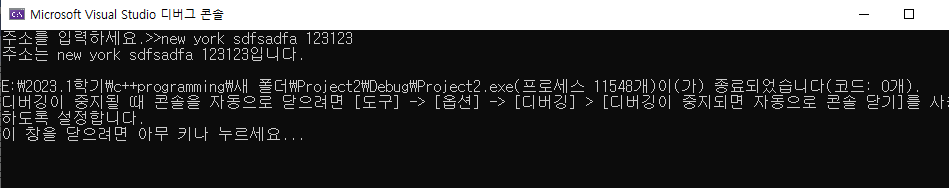 Microsoft Visual Studio 디버그 콘솔
주소를 입력하세요.>>new york sdfsadfa 123123
주소는 new york sdfsadfa 123123입니다.
E:\2023.1학기\c++programming\새 폴더\Project2\Debug\Project2.exe(프로세스 11548개)이(가) 종료되었습니다(코드: 0개).
디버깅이 중지될 때 콘솔을 자동으로 닫으려면 [도구] -> [옵션] -> [디버깅] > [디버깅이 중지되면 자동으로 콘솔 닫기]를 사
하도록 설정합니다.
이 창을 닫으려면 아무 키나 누르세요...